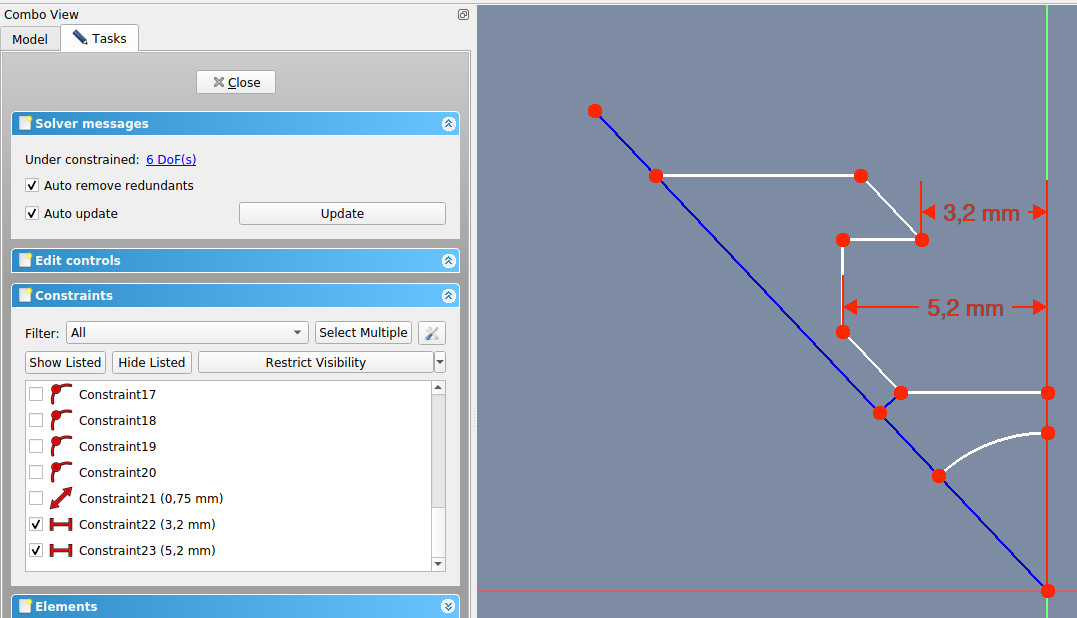 Combo View
Model
Tasks
Close
Solver messages
Under constrained: 6 DoF(s)
Auto remove redundants
Auto update
Update
Edit controls
Constraints
Filter: All
Select Multiple
Show Listed
Hide Listed
Restrict Visibility
Constraint17
Constraint18
Constraint19
Constraint20
Constraint21 (0,75 mm)
Constraint22 (3,2 mm)
Constraint23 (5,2 mm)
Elements
3,2 mm
5,2 mm